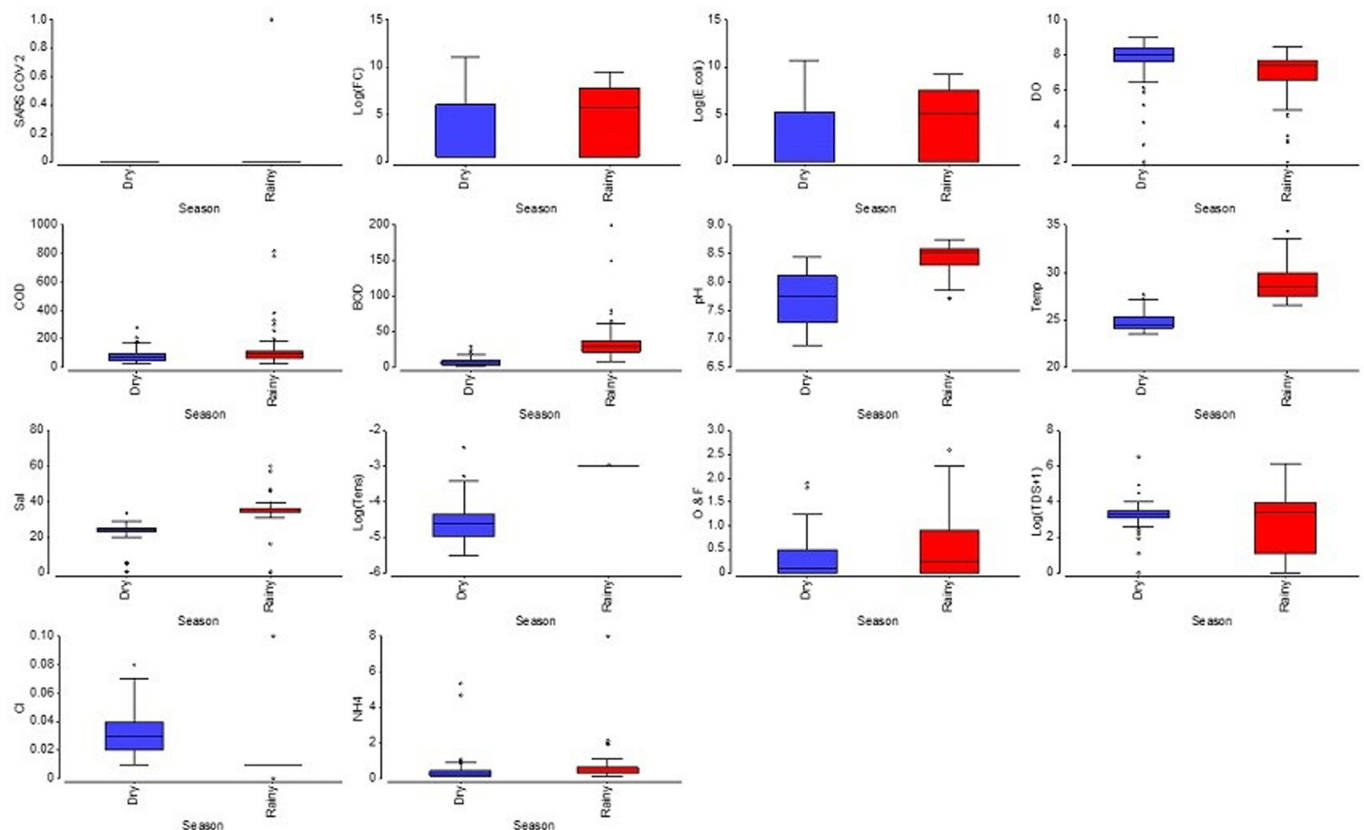 SARS COV 2
1.0
0.8
0.6
0.4
0.2
0
Dry
Rainy
Season
Log(FC)
15
10
5
0
Dry
Rainy
Season
Log(E coli)
15
10
5
0
Dry
Rainy
Season
DO
10
8
6
4
2
Dry
Rainy
Season
COD
1000
800
600
400
200
0
Dry
Rainy
Season
BOD
200
150
100
50
0
Dry
Rainy
Season
pH
9.0
8.5
8.0
7.5
7.0
6.5
Dry
Rainy
Season
Temp
35
30
25
20
Dry
Rainy
Season
Sal
80
60
40
20
0
Dry
Rainy
Season
Log(Tens)
-2
-3
-4
-5
-6
Dry
Rainy
Season
O & F
3.0
2.5
2.0
1.5
1.0
0.5
0
Dry
Rainy
Season
Log(TDS+1)
8
6
4
2
0
Dry
Rainy
Season
Cl
0.10
0.08
0.06
0.04
0.02
0
Dry
Rainy
Season
NH4
8
6
4
2
0
Dry
Rainy
Season